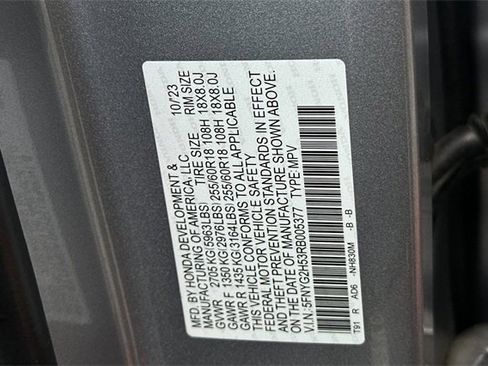 MFD. BY HONDA DEVELOPMENT & 10/23
MANUFACTURING OF AMERICA, LLC
GVWR 2705 KG(5963LBS) TIRE SIZE RIM SIZE
GAWR F 1350 KG(2976LBS) 255/60R18 108H 18X8.0J
GAWR R 1435 KG(3164LBS) 255/60R18 108H 18X8.0J
THIS VEHICLE CONFORMS TO ALL APPLICABLE
FEDERAL MOTOR VEHICLE SAFETY
AND THEFT PREVENTION STANDARDS IN EFFECT
ON THE DATE OF MANUFACTURE SHOWN ABOVE.
V.I.N.:5FNYG2H53RB005377 TYPE:MPV
T91 R AD6 -NH830M -B -B